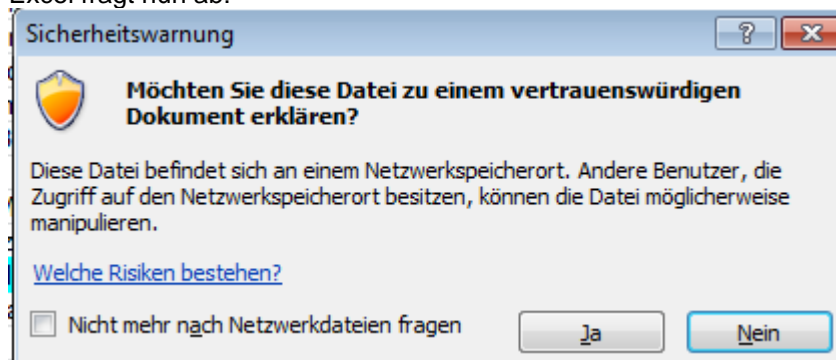 Excel fragt nun ab:
Sicherheitswarnung
Möchten Sie diese Datei zu einem vertrauenswürdigen
Dokument erklären?
Diese Datei befindet sich an einem Netzwerkspeicherort. Andere Benutzer, die
Zugriff auf den Netzwerkspeicherort besitzen, können die Datei möglicherweise
manipulieren.
Welche Risiken bestehen?
Nicht mehr nach Netzwerkdateien fragen
Ja
Nein